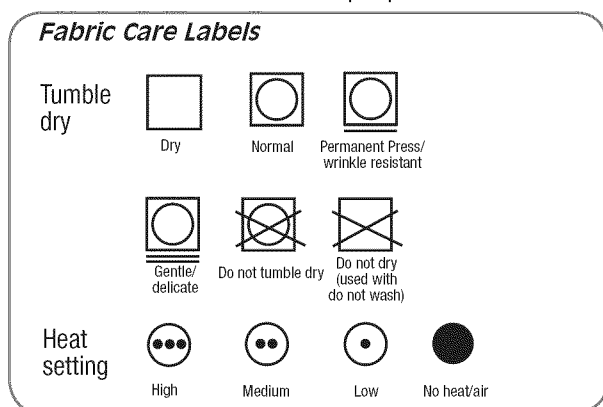 Fabric Care Labels
Tumble
dry
Dry
Normal
Permanent Press/
wrinkle resistant
Gentle/
delicate
Do not tumble dry
Do not dry
(used with
do not wash)
Heat
setting
High
Medium
Low
No heat/air